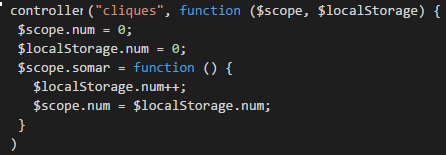 controller ("cliques", function ($scope, $localStorage) {
$scope.num = 0;
$localStorage.num = 0;
$scope.somar = function () {
$localStorage.num++;
$scope.num = $localStorage.num;
}
)